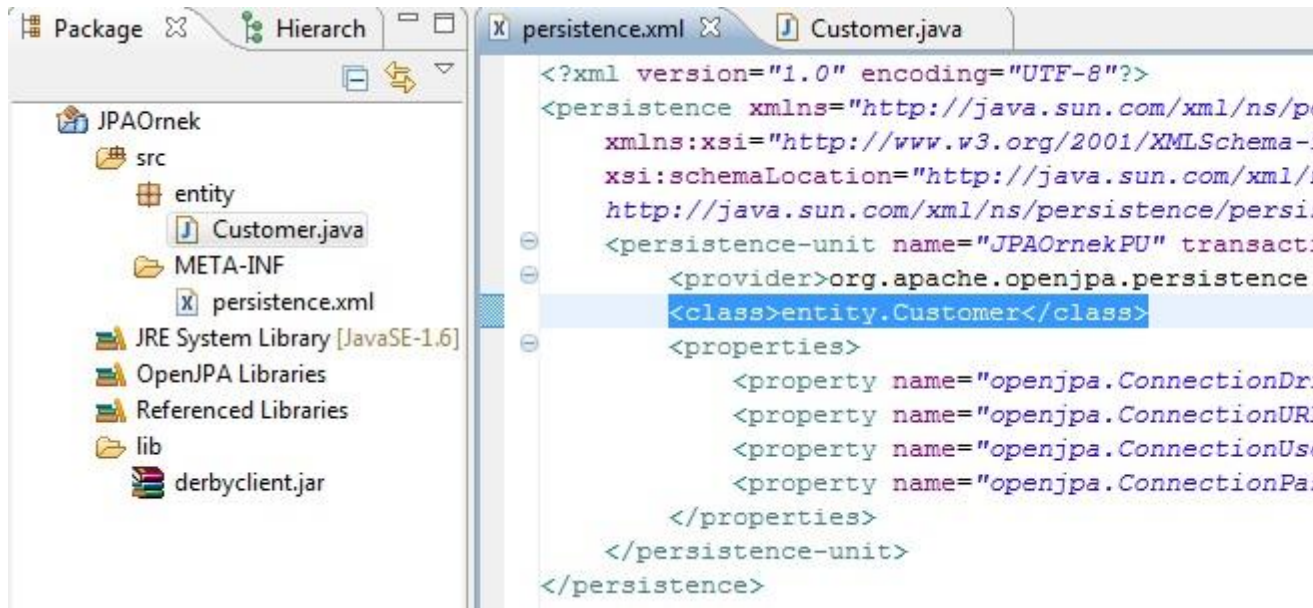 Package
Hierarch
JPAOrnek
src
entity
Customer.java
META-INF
persistence.xml
JRE System Library [JavaSE-1.6]
OpenJPA Libraries
Referenced Libraries
lib
derbyclient.jar
persistence.xml
Customer.java
<?xml version="1.0" encoding="UTF-8"?>
<persistence xmlns="http://java.sun.com/xml/ns/pe
xmlns:xsi="http://www.w3.org/2001/XMLSchema-
xsi:schemaLocation="http://java.sun.com/xml/
http://java.sun.com/xml/ns/persistence/persi
<persistence-unit name="JPAOrnekPU" transacti
<provider>org.apache.openjpa.persistence
<class>entity.Customer</class>
<properties>
<property name="openjpa.ConnectionDr
<property name="openjpa.ConnectionUR
<property name="openjpa.ConnectionUs
<property name="openjpa.ConnectionPa
</properties>
</persistence-unit>
</persistence>